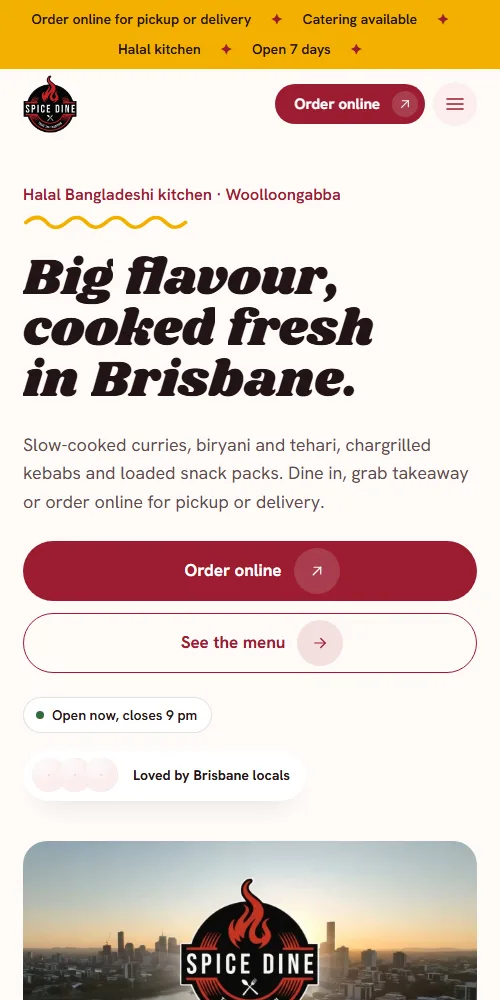 Order online for pickup or delivery ✦ Catering available ✦
Halal kitchen ✦ Open 7 days ✦
SPICE DINE
Order online
Halal Bangladeshi kitchen · Woolloongabba
Big flavour,
cooked fresh
in Brisbane.
Slow-cooked curries, biryani and tehari, chargrilled
kebabs and loaded snack packs. Dine in, grab takeaway
or order online for pickup or delivery.
Order online
See the menu
Open now, closes 9 pm
Loved by Brisbane locals
SPICE DINE